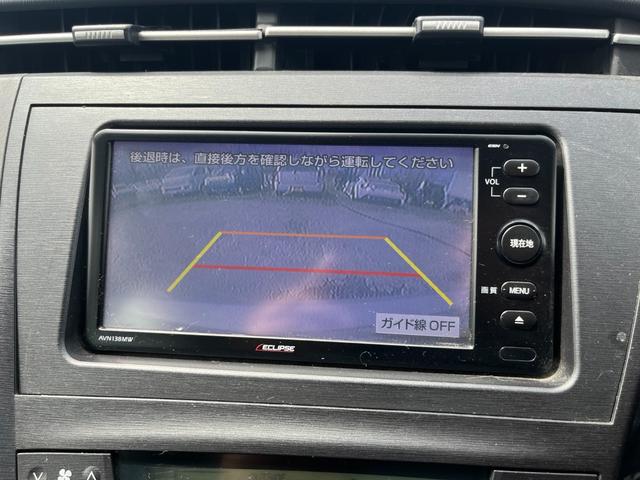 後退時は、直接後方を確認しながら運転してください
ESN
VOL
+
−
現在地
画質 MENU
ガイド線 OFF
AVN138MW
ECLIPSE